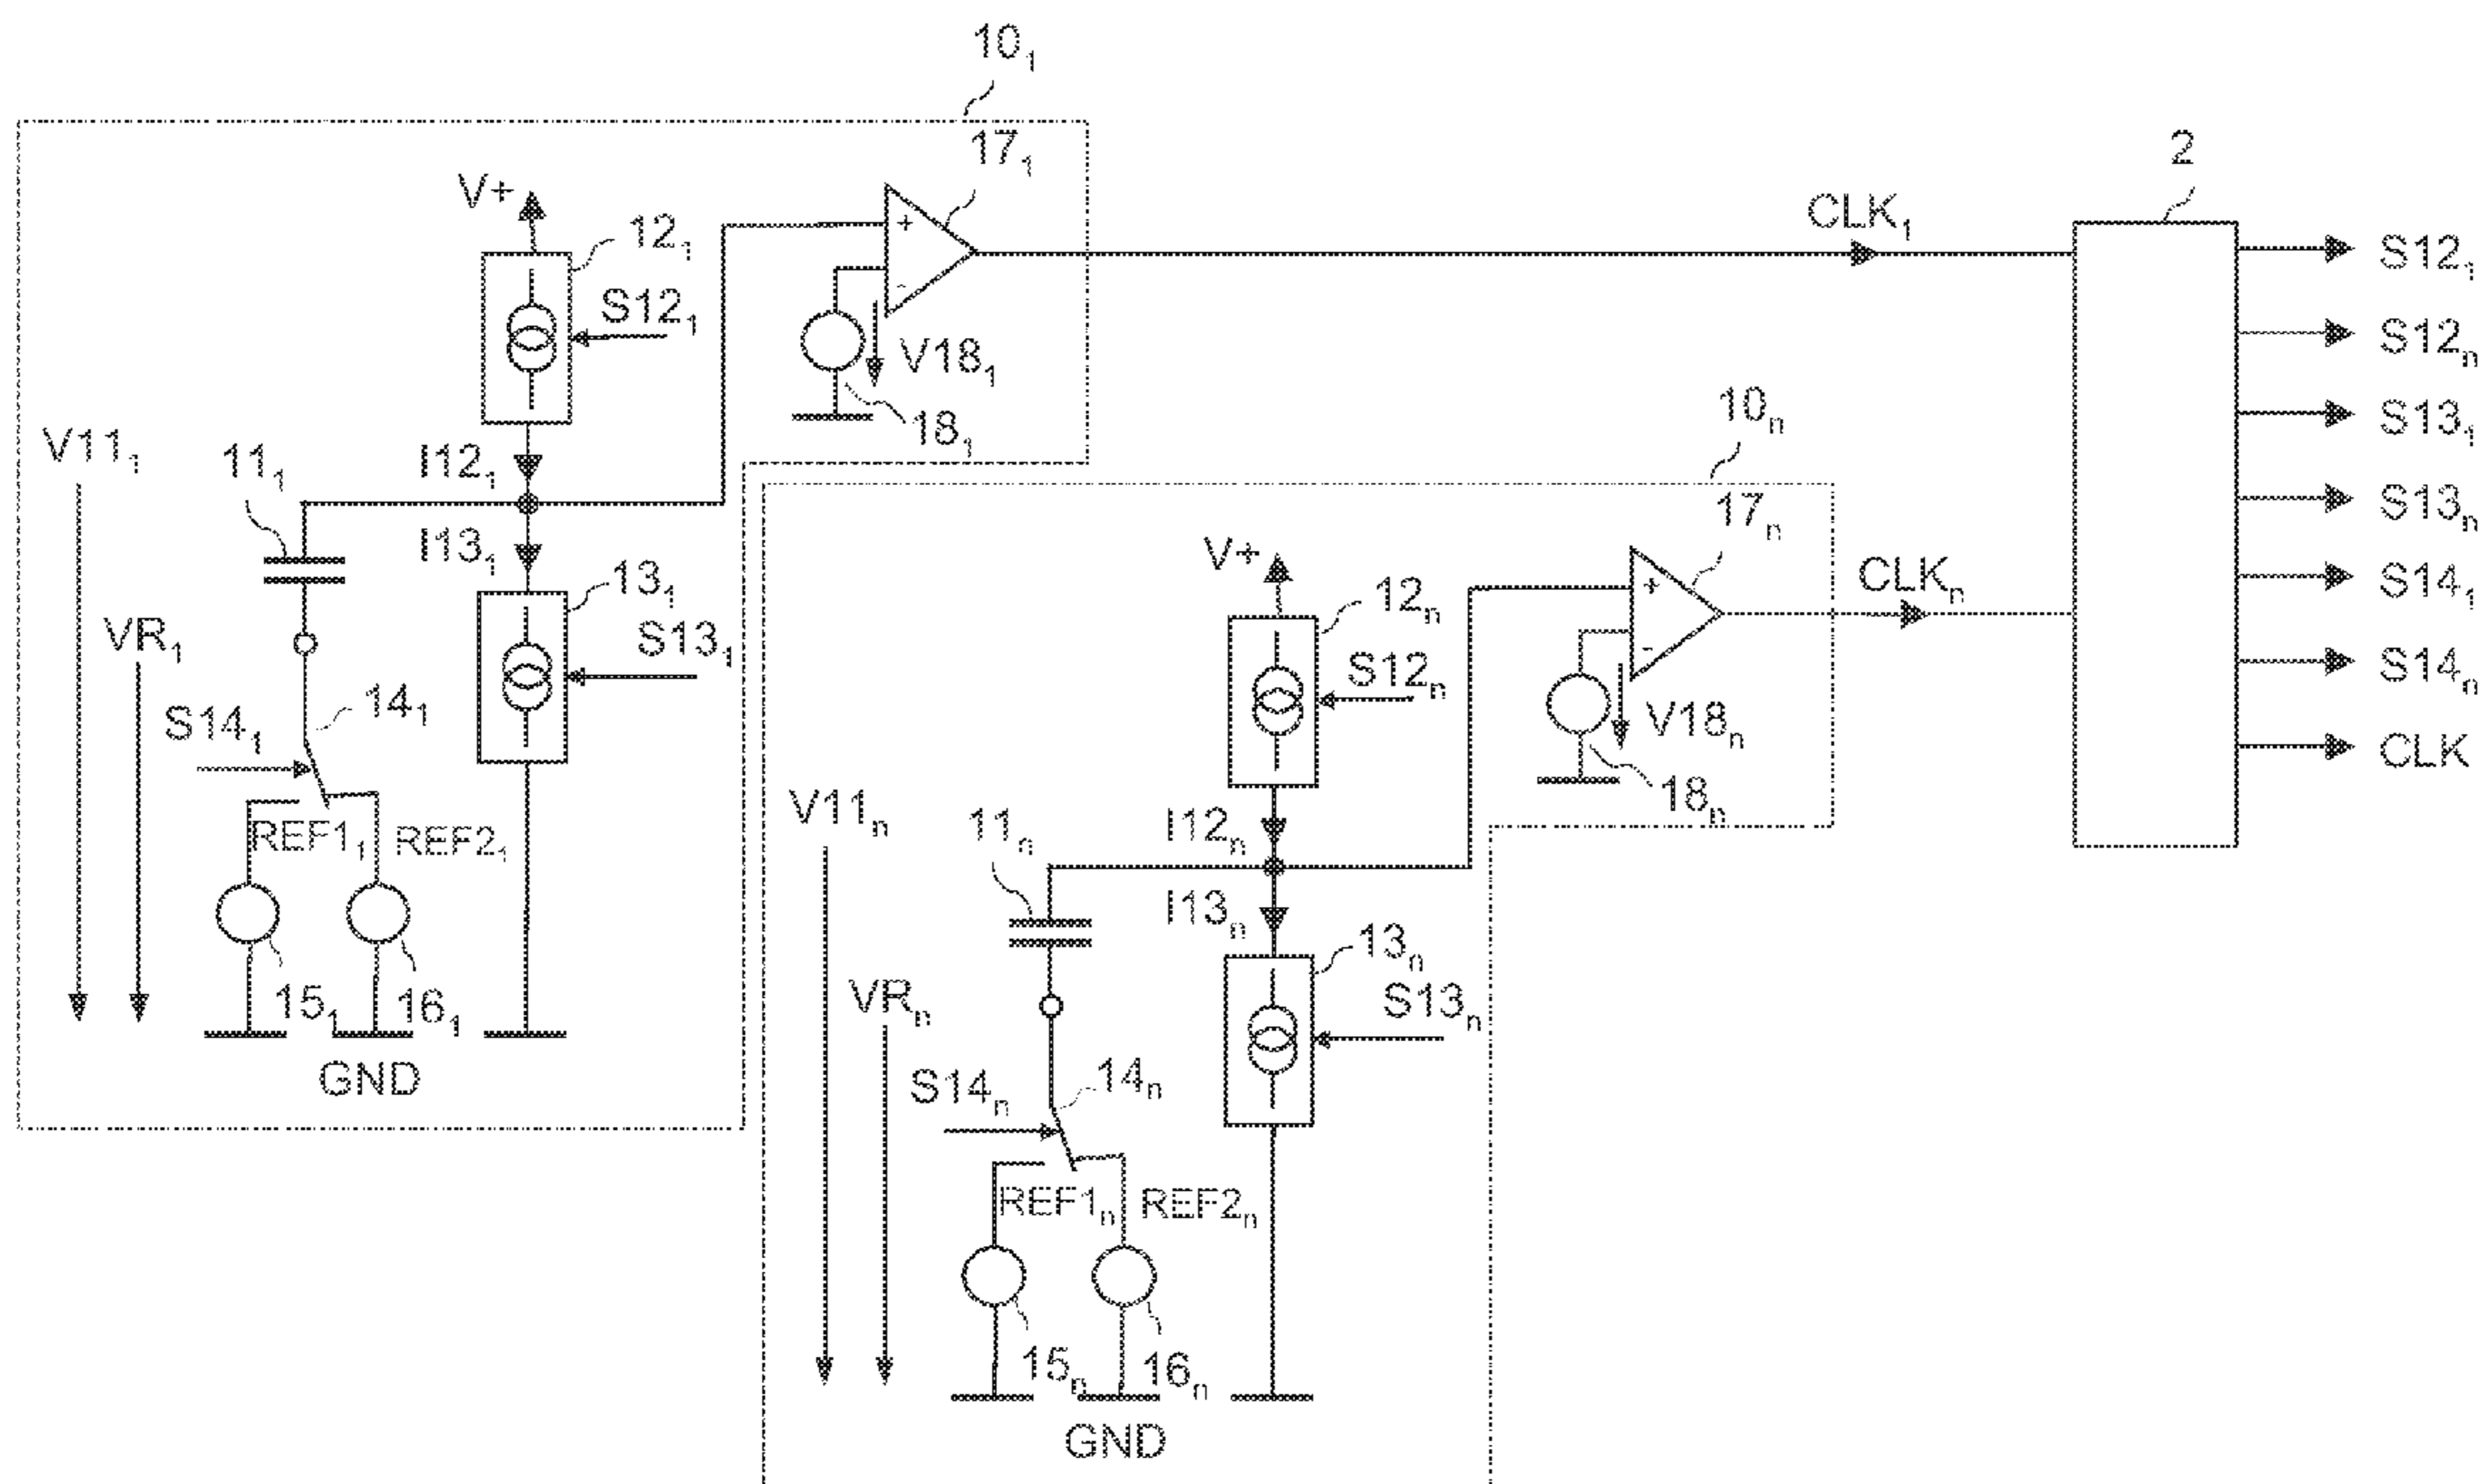 10₁
17₁
2
V+
12₁
CLK₁
S12₁
S12₁
S12ₙ
V18₁
10ₙ
S13₁
V11₁
18₁
11₁
I12₁
17ₙ
S13ₙ
I13₁
V+
13₁
12ₙ
CLKₙ
S14₁
VR₁
S13₁
S12ₙ
S14ₙ
14₁
S14₁
V18ₙ
CLK
V11ₙ
18ₙ
REF1₁
REF2₁
11ₙ
I12ₙ
I13ₙ
13ₙ
15₁
16₁
VRₙ
S13ₙ
GND
S14ₙ
14ₙ
REF1ₙ
REF2ₙ
15ₙ
16ₙ
GND